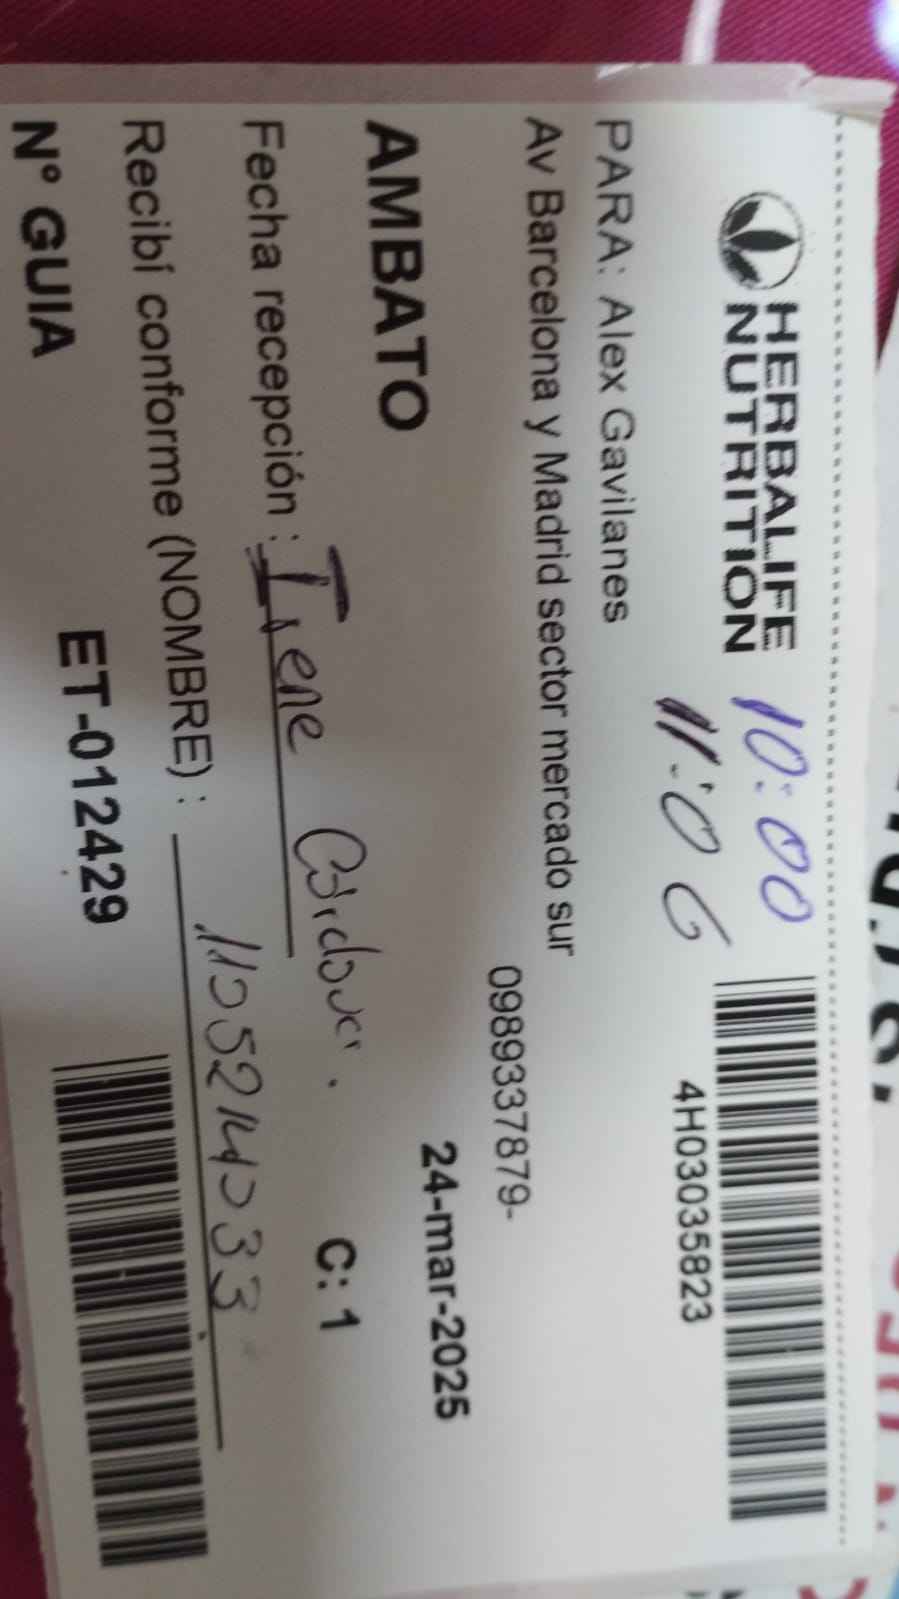 HERBALIFE
NUTRITION
10:00
11:06
4H03035823
PARA: Alex Gavilanes
Av Barcelona y Madrid sector mercado sur
0989337879-
AMBATO
24-mar-2025
Fecha recepción : Irene Córdova.
C: 1
Recibí conforme (NOMBRE) : 1105214033
N° GUIA
ET-012429